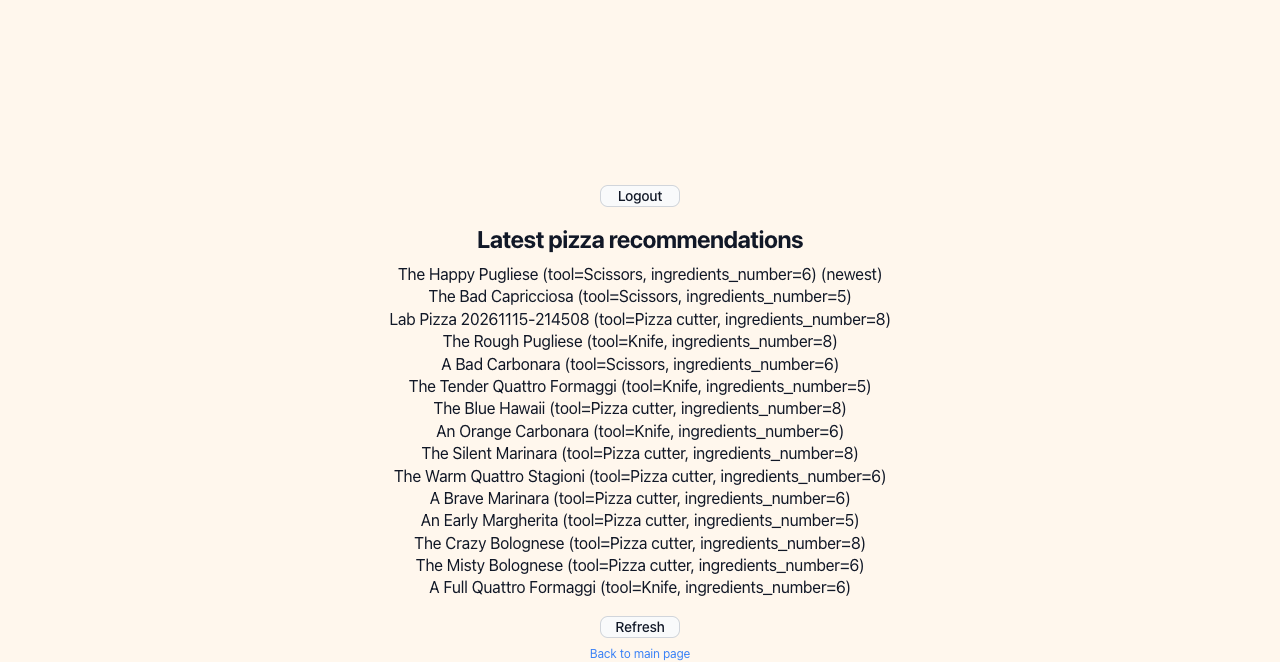 Logout
Latest pizza recommendations
The Happy Pugliese (tool=Scissors, ingredients_number=6) (newest)
The Bad Capricciosa (tool=Scissors, ingredients_number=5)
Lab Pizza 20261115-214508 (tool=Pizza cutter, ingredients_number=8)
The Rough Pugliese (tool=Knife, ingredients_number=8)
A Bad Carbonara (tool=Scissors, ingredients_number=6)
The Tender Quattro Formaggi (tool=Knife, ingredients_number=5)
The Blue Hawaii (tool=Pizza cutter, ingredients_number=8)
An Orange Carbonara (tool=Knife, ingredients_number=6)
The Silent Marinara (tool=Pizza cutter, ingredients_number=8)
The Warm Quattro Stagioni (tool=Pizza cutter, ingredients_number=6)
A Brave Marinara (tool=Pizza cutter, ingredients_number=6)
An Early Margherita (tool=Pizza cutter, ingredients_number=5)
The Crazy Bolognese (tool=Pizza cutter, ingredients_number=8)
The Misty Bolognese (tool=Pizza cutter, ingredients_number=6)
A Full Quattro Formaggi (tool=Knife, ingredients_number=6)
Refresh
Back to main page